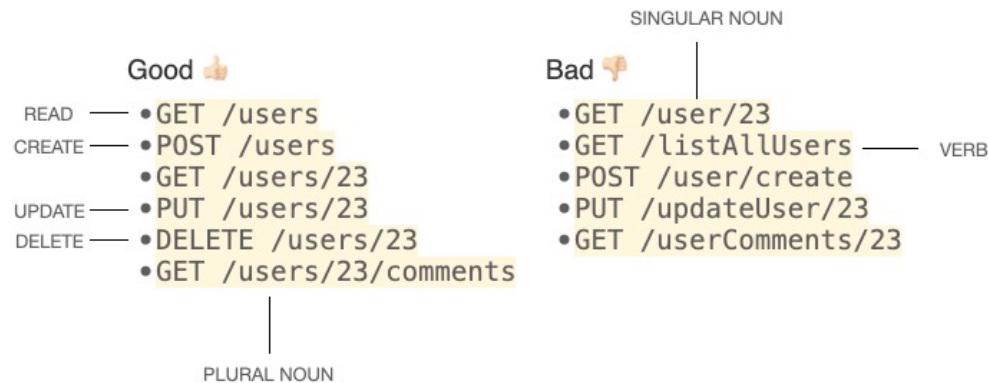 SINGULAR NOUN
Good 👍🏻
READ
•GET /users
CREATE
•POST /users
•GET /users/23
UPDATE
•PUT /users/23
DELETE
•DELETE /users/23
•GET /users/23/comments
PLURAL NOUN
Bad 👎🏻
•GET /user/23
•GET /listAllUsers
VERB
•POST /user/create
•PUT /updateUser/23
•GET /userComments/23